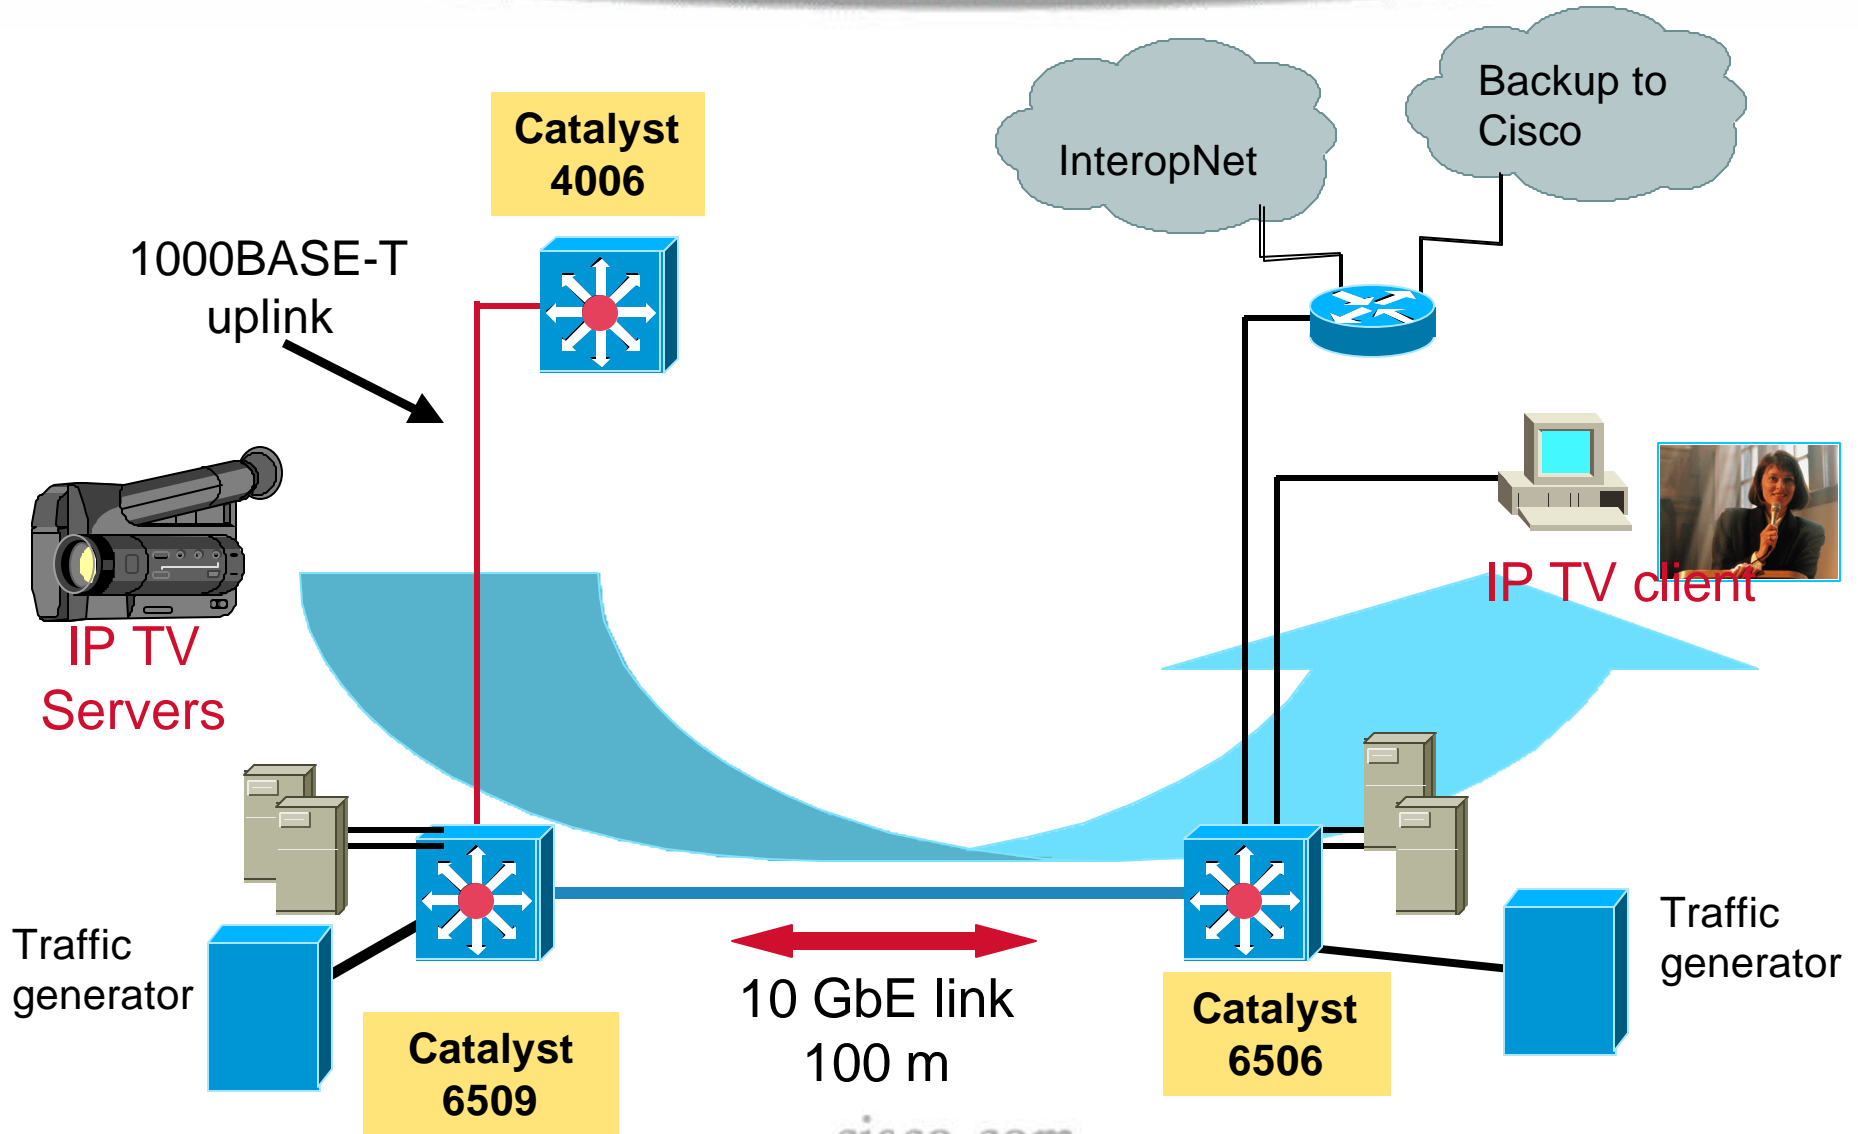 Catalyst
4006
InteropNet
Backup to
Cisco
1000BASE-T
uplink
IP TV
Servers
IP TV client
Traffic
generator
Catalyst
6509
10 GbE link
100 m
Catalyst
6506
Traffic
generator